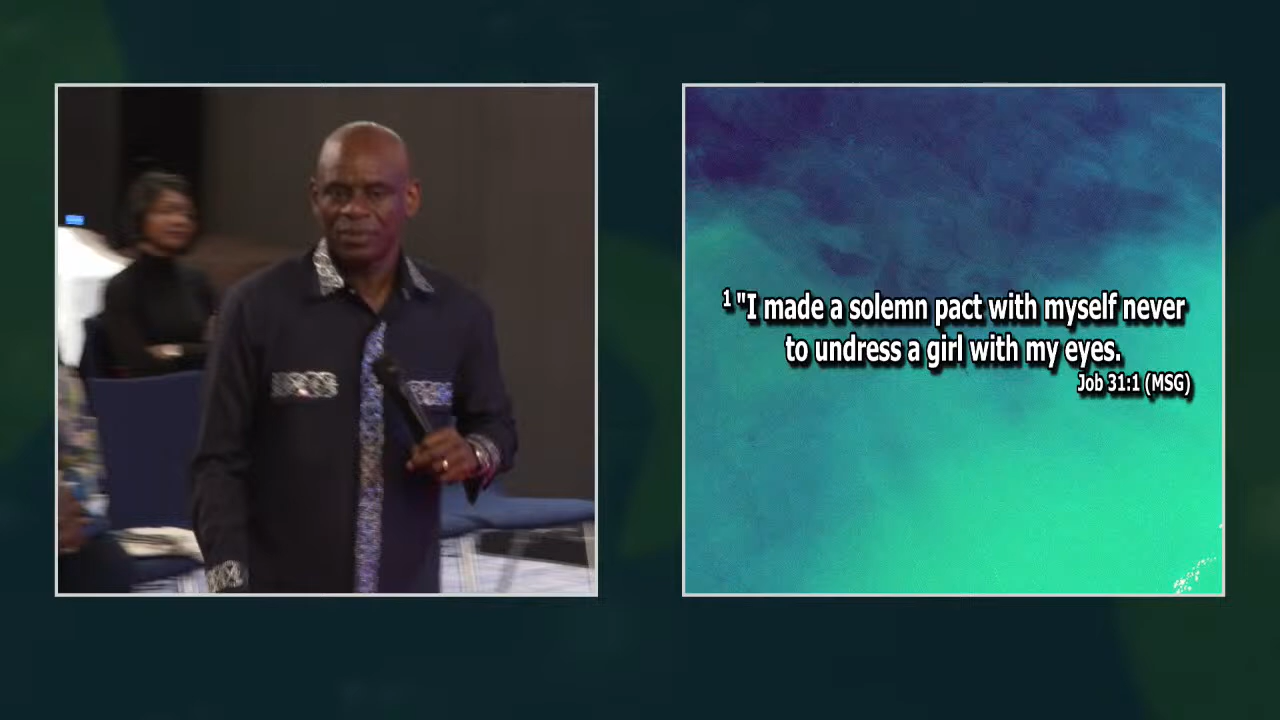 1 "I made a solemn pact with myself never
to undress a girl with my eyes.
Job 31:1 (MSG)